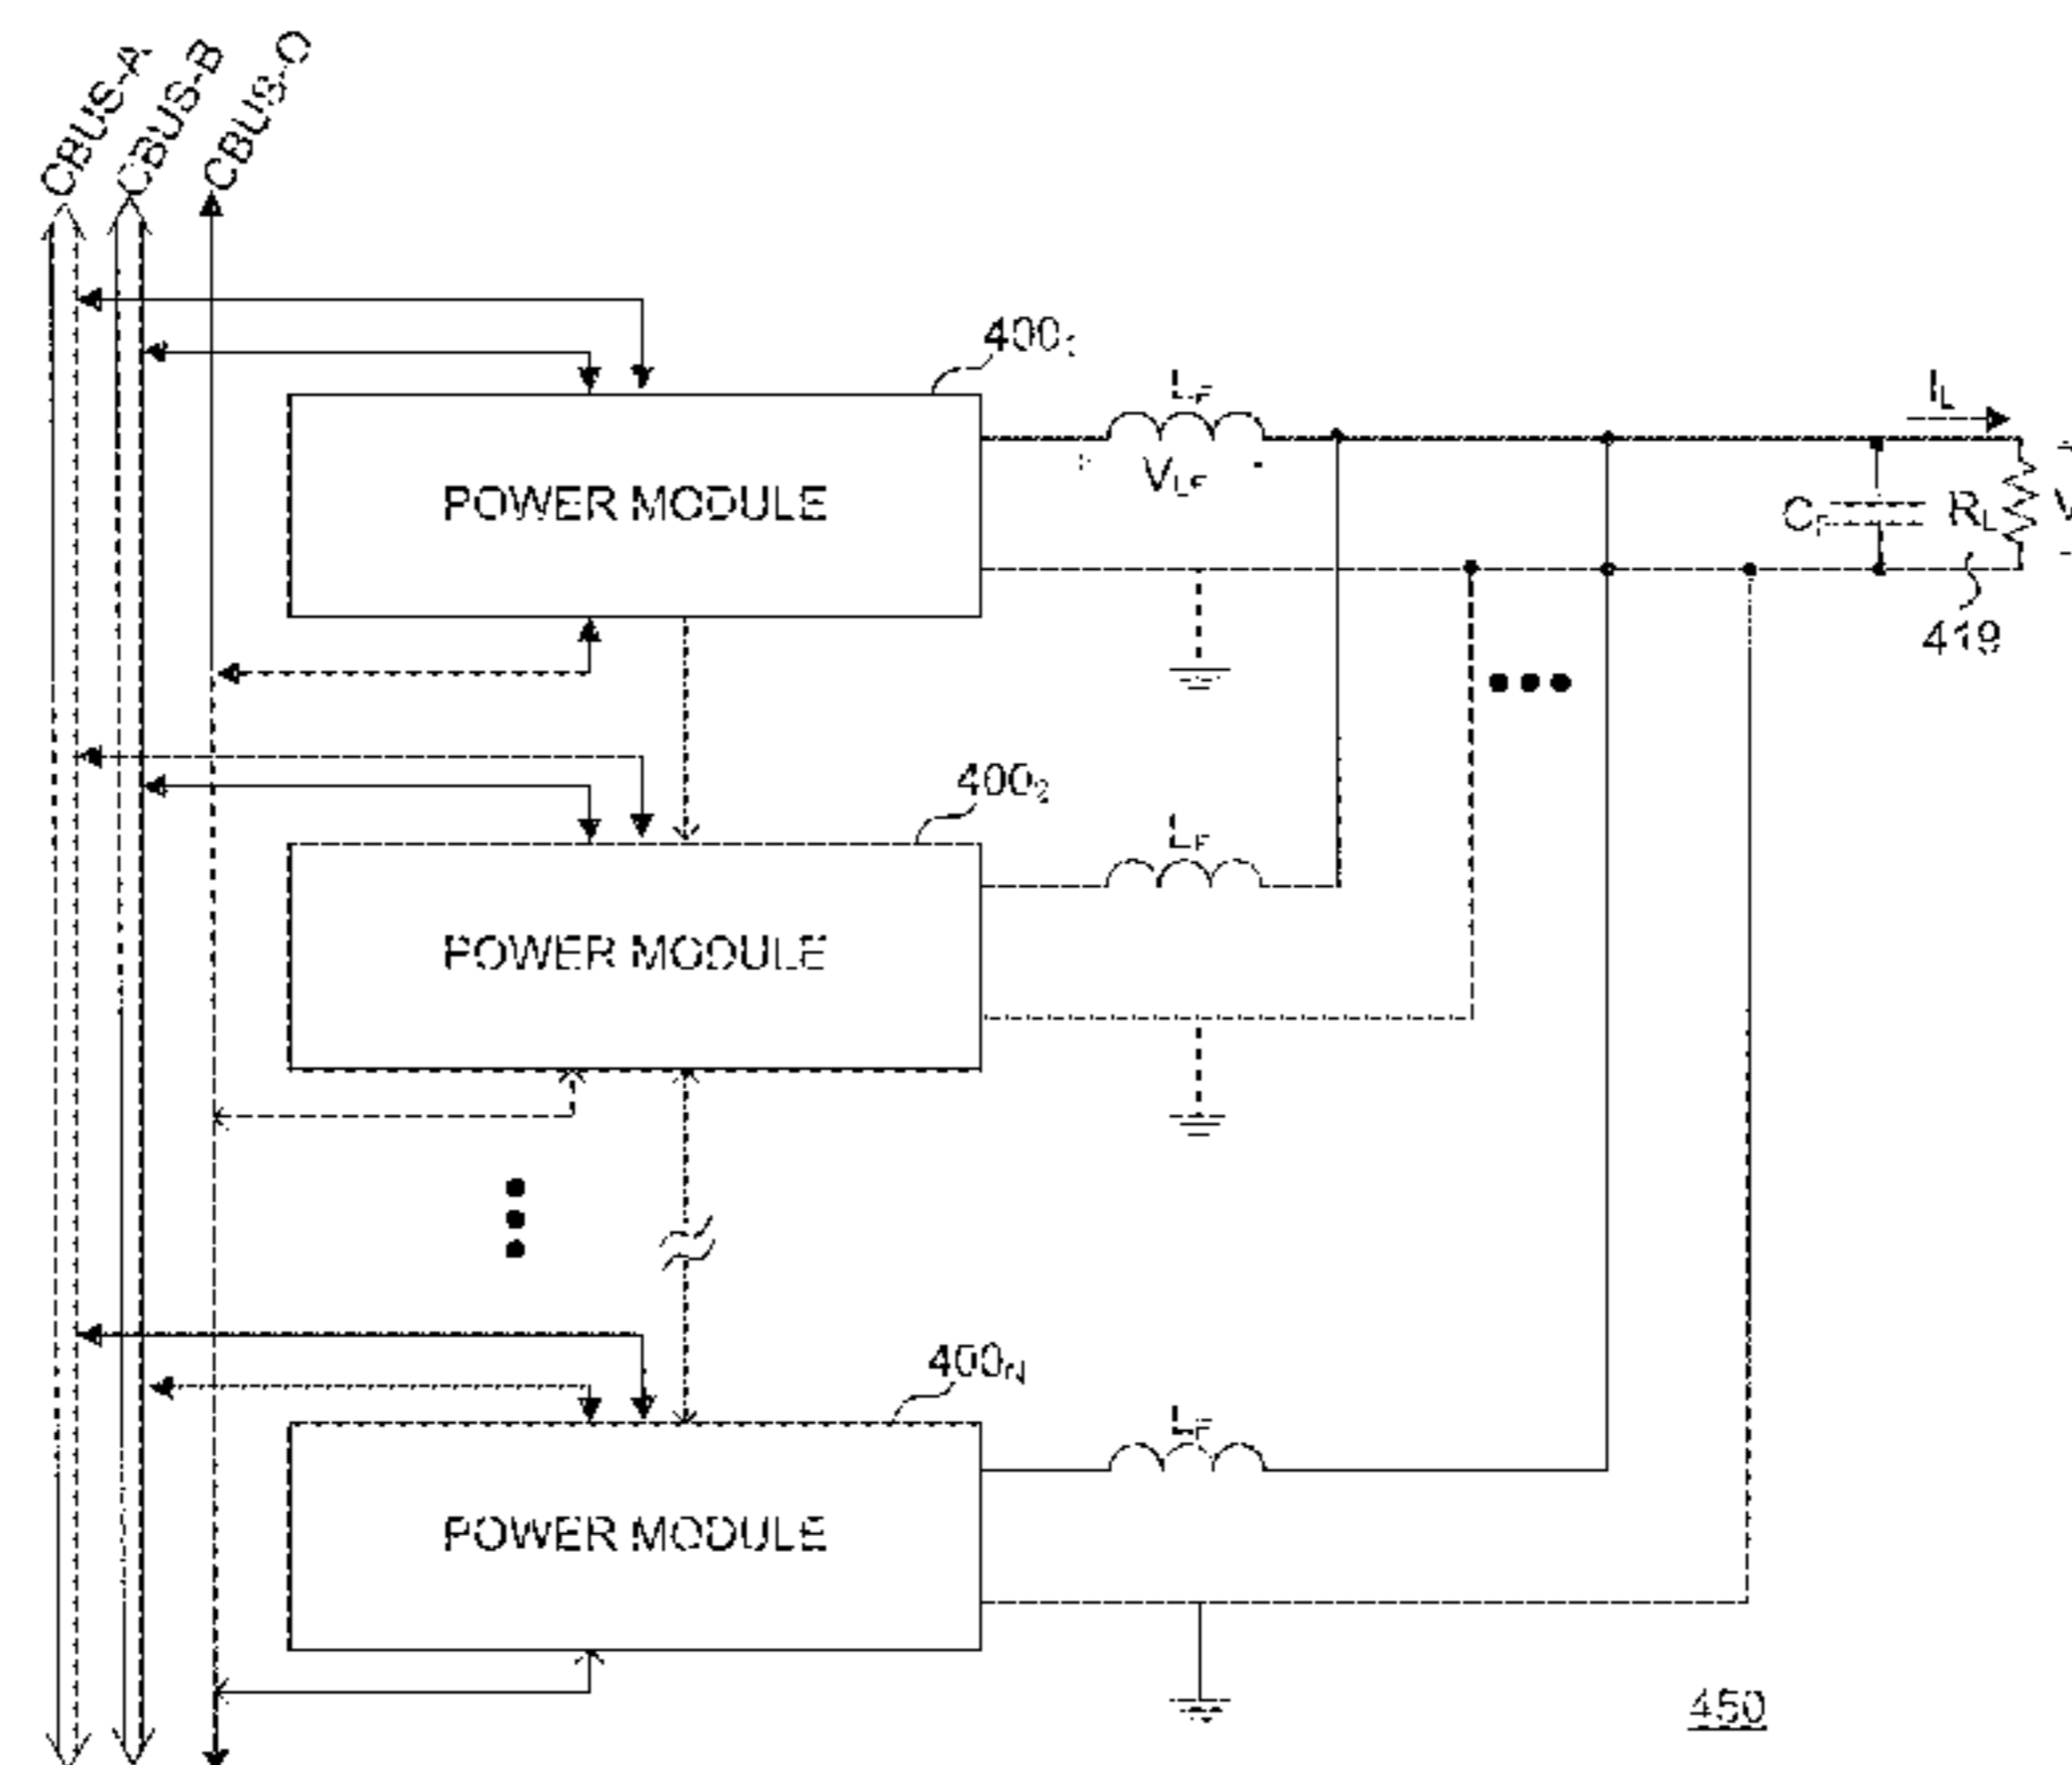 CBUS-A
CBUS-B
CBUS-O
400₁
L_F
I_L
POWER MODULE
V_LF
C_F
R_L
V
419
400₂
L_F
POWER MODULE
400_N
L_F
POWER MODULE
450